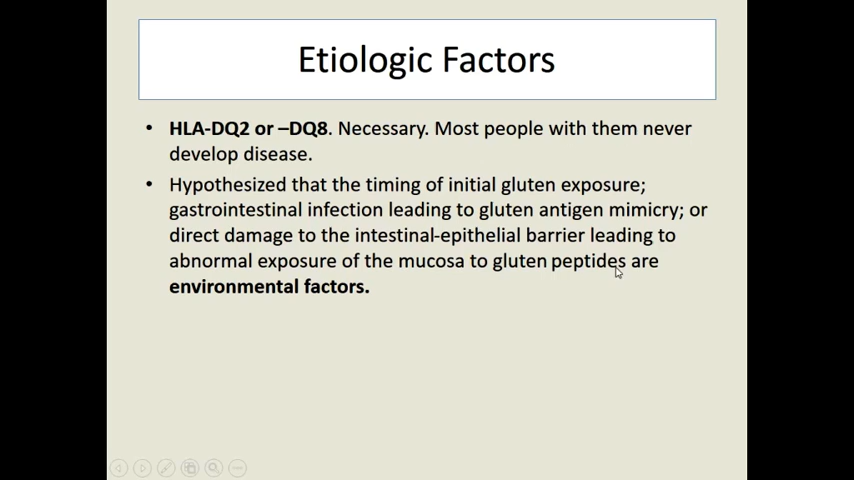 Etiologic Factors
• HLA-DQ2 or –DQ8. Necessary. Most people with them never
develop disease.
• Hypothesized that the timing of initial gluten exposure;
gastrointestinal infection leading to gluten antigen mimicry; or
direct damage to the intestinal-epithelial barrier leading to
abnormal exposure of the mucosa to gluten peptides are
environmental factors.